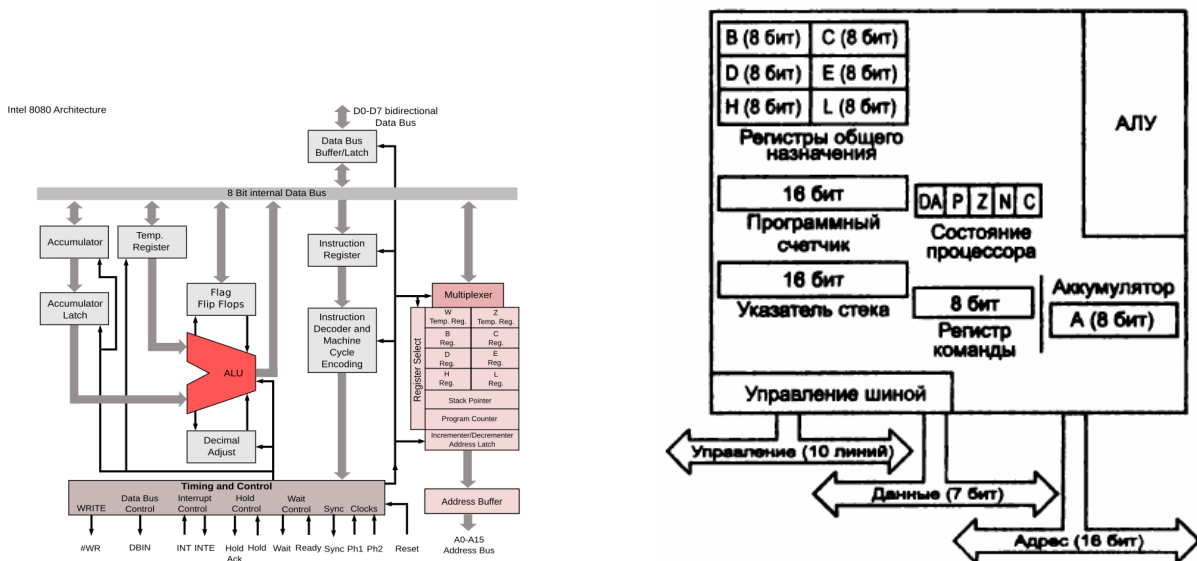 Intel 8080 Architecture
D0-D7 bidirectional
Data Bus
Data Bus
Buffer/Latch
8 Bit internal Data Bus
Accumulator
Temp.
Register
Instruction
Register
Accumulator
Latch
Flag
Flip Flops
Instruction
Decoder and
Machine
Cycle
Encoding
ALU
Decimal
Adjust
Multiplexer
Register Select
W
Temp. Reg.
Z
Temp. Reg.
B
Reg.
C
Reg.
D
Reg.
E
Reg.
H
Reg.
L
Reg.
Stack Pointer
Program Counter
Incrementer/Decrementer
Address Latch
Address Buffer
A0-A15
Address Bus
Timing and Control
WRITE
Data Bus
Control
Interrupt
Control
Hold
Control
Wait
Control
Sync
Clocks
#WR
DBIN
INT
INTE
Hold
Ack
Hold
Wait
Ready
Sync
Ph1
Ph2
Reset
B (8 бит)
C (8 бит)
D (8 бит)
E (8 бит)
H (8 бит)
L (8 бит)
Регистры общего
назначения
АЛУ
16 бит
Программный
счетчик
DA P Z N C
Состояние
процессора
16 бит
Указатель стека
8 бит
Регистр
команды
Аккумулятор
А (8 бит)
Управление шиной
Управление (10 линий)
Данные (7 бит)
Адрес (16 бит)